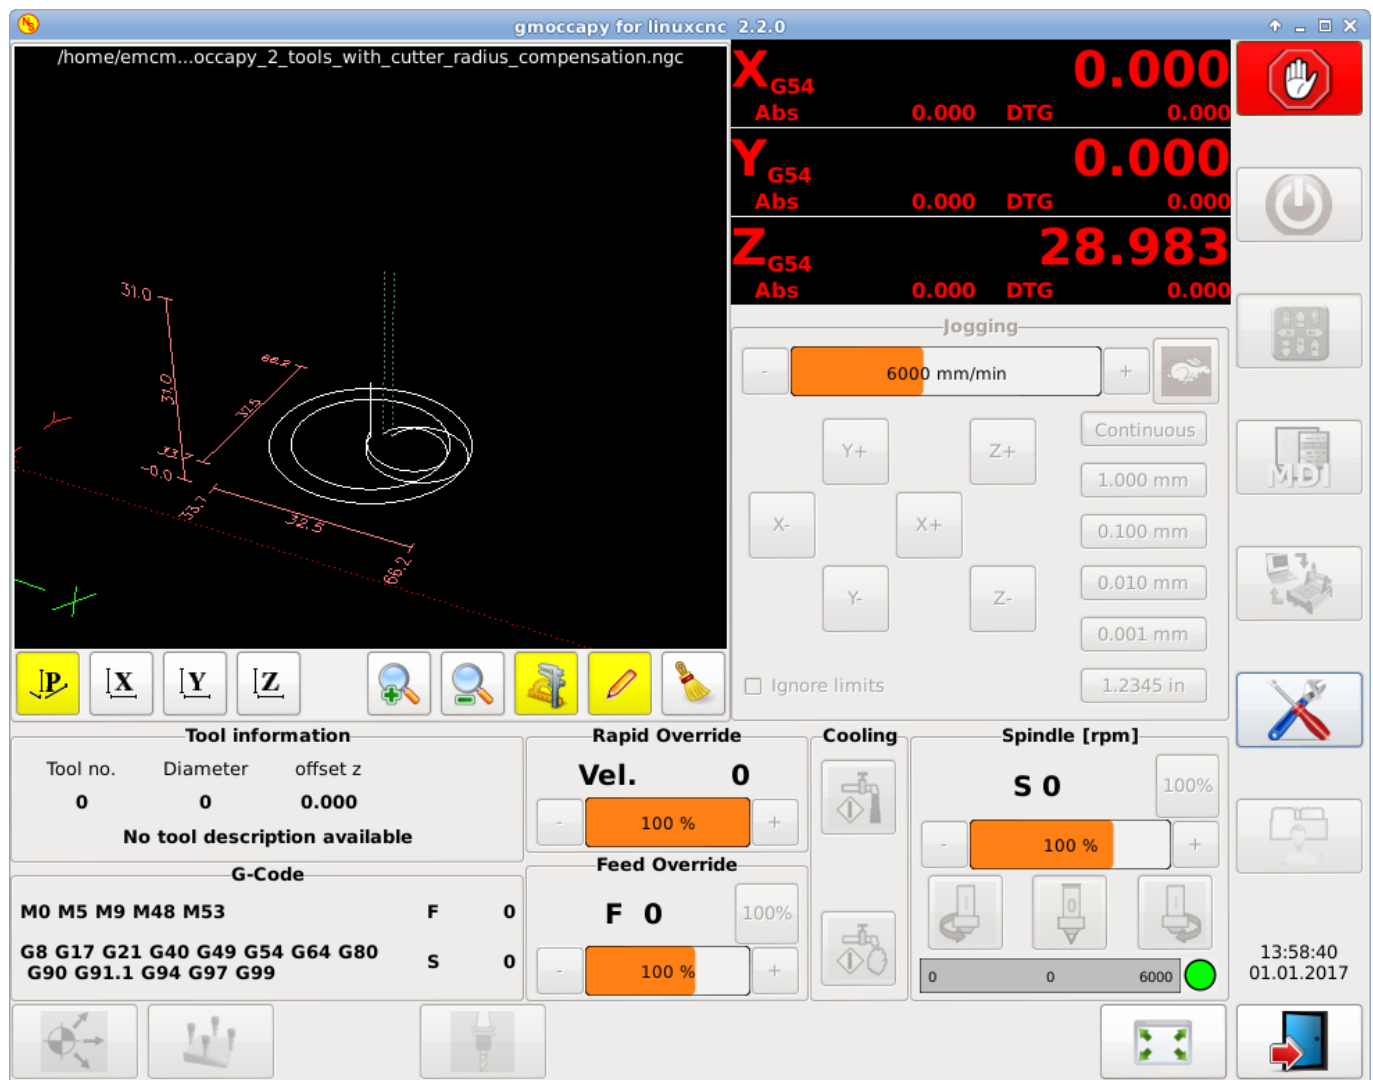 gmoccapy for linuxcnc 2.2.0
/home/emcm...occapy_2_tools_with_cutter_radius_compensation.ngc
X G54 0.000
Abs 0.000 DTG 0.000
Y G54 0.000
Abs 0.000 DTG 0.000
Z G54 28.983
Abs 0.000 DTG 0.000
31.0
31.0
66.2
32.5
33.7
-0.0
33.7
32.5
66.2
Y
X
Jogging
-
6000 mm/min
+
Continuous
Y+
Z+
1.000 mm
X-
X+
0.100 mm
Y-
Z-
0.010 mm
0.001 mm
Ignore limits
1.2345 in
MDI
P
X
Y
Z
Tool information
Tool no. Diameter offset z
0 0 0.000
No tool description available
G-Code
M0 M5 M9 M48 M53 F 0
G8 G17 G21 G40 G49 G54 G64 G80
G90 G91.1 G94 G97 G99
S 0
Rapid Override
Vel. 0
- 100 % +
Feed Override
F 0 100%
- 100 % +
Cooling
Spindle [rpm]
S 0 100%
- 100 % +
I 0 I
0 0 6000
13:58:40
01.01.2017